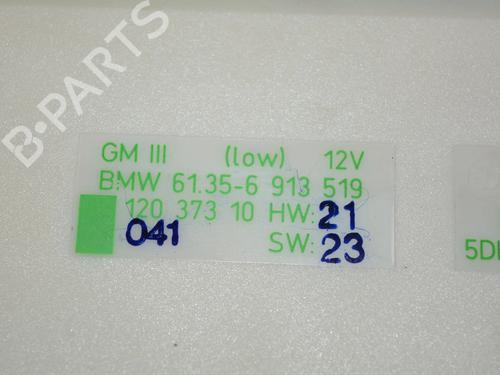 B-PARTS
GM III (low) 12V
BMW 61.35-6 913 519
120 373 10 HW: 21
041 SW: 23
5D